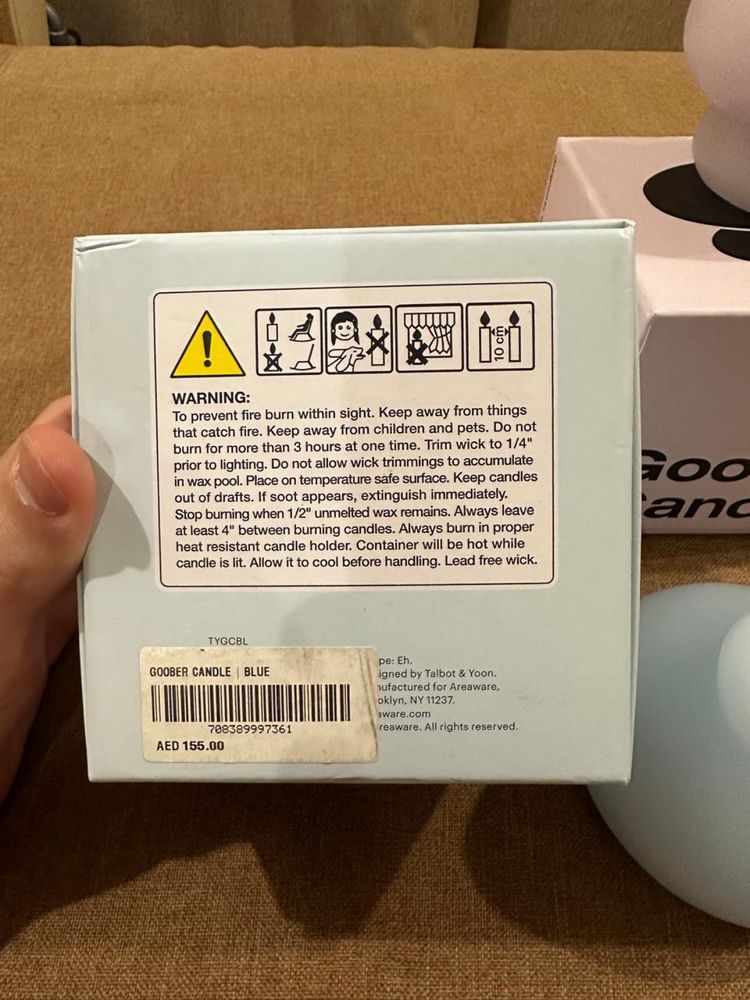 10 cm
WARNING:
To prevent fire burn within sight. Keep away from things
that catch fire. Keep away from children and pets. Do not
burn for more than 3 hours at one time. Trim wick to 1/4"
prior to lighting. Do not allow wick trimmings to accumulate
in wax pool. Place on temperature safe surface. Keep candles
out of drafts. If soot appears, extinguish immediately.
Stop burning when 1/2" unmelted wax remains. Always leave
at least 4" between burning candles. Always burn in proper
heat resistant candle holder. Container will be hot while
candle is lit. Allow it to cool before handling. Lead free wick.
TYGCBL
GOOBER CANDLE | BLUE
708389997361
AED 155.00
pe: Eh.
igned by Talbot & Yoon.
ufactured for Areaware,
oklyn, NY 11237.
aware.com
reaware. All rights reserved.
Goo
Cand